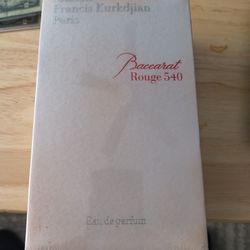 Francis Kurkdjian
Paris
Baccarat
Rouge 540
Eau de parfum